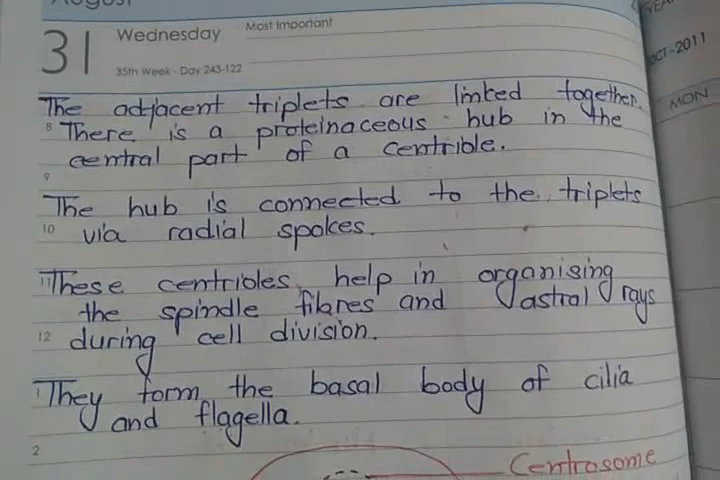 August
31 Wednesday Most Important
35th Week - Day 243-122
The adjacent triplets are linked together.
8 There is a proteinaceous hub in the
central part of a centrible.
9
The hub is connected to the triplets
10 via radial spokes.
11 These centrioles help in organising
the spindle fibres and astral rays
12 during cell division.
1 They form the basal body of cilia
and flagella.
2
Centrosome
OCT-2011
MON